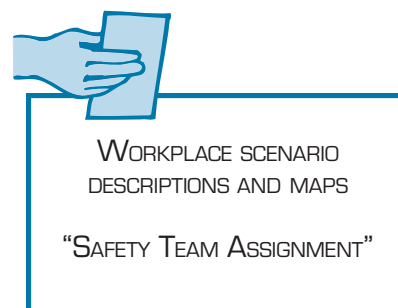 Workplace scenario
descriptions and maps
“Safety Team Assignment”